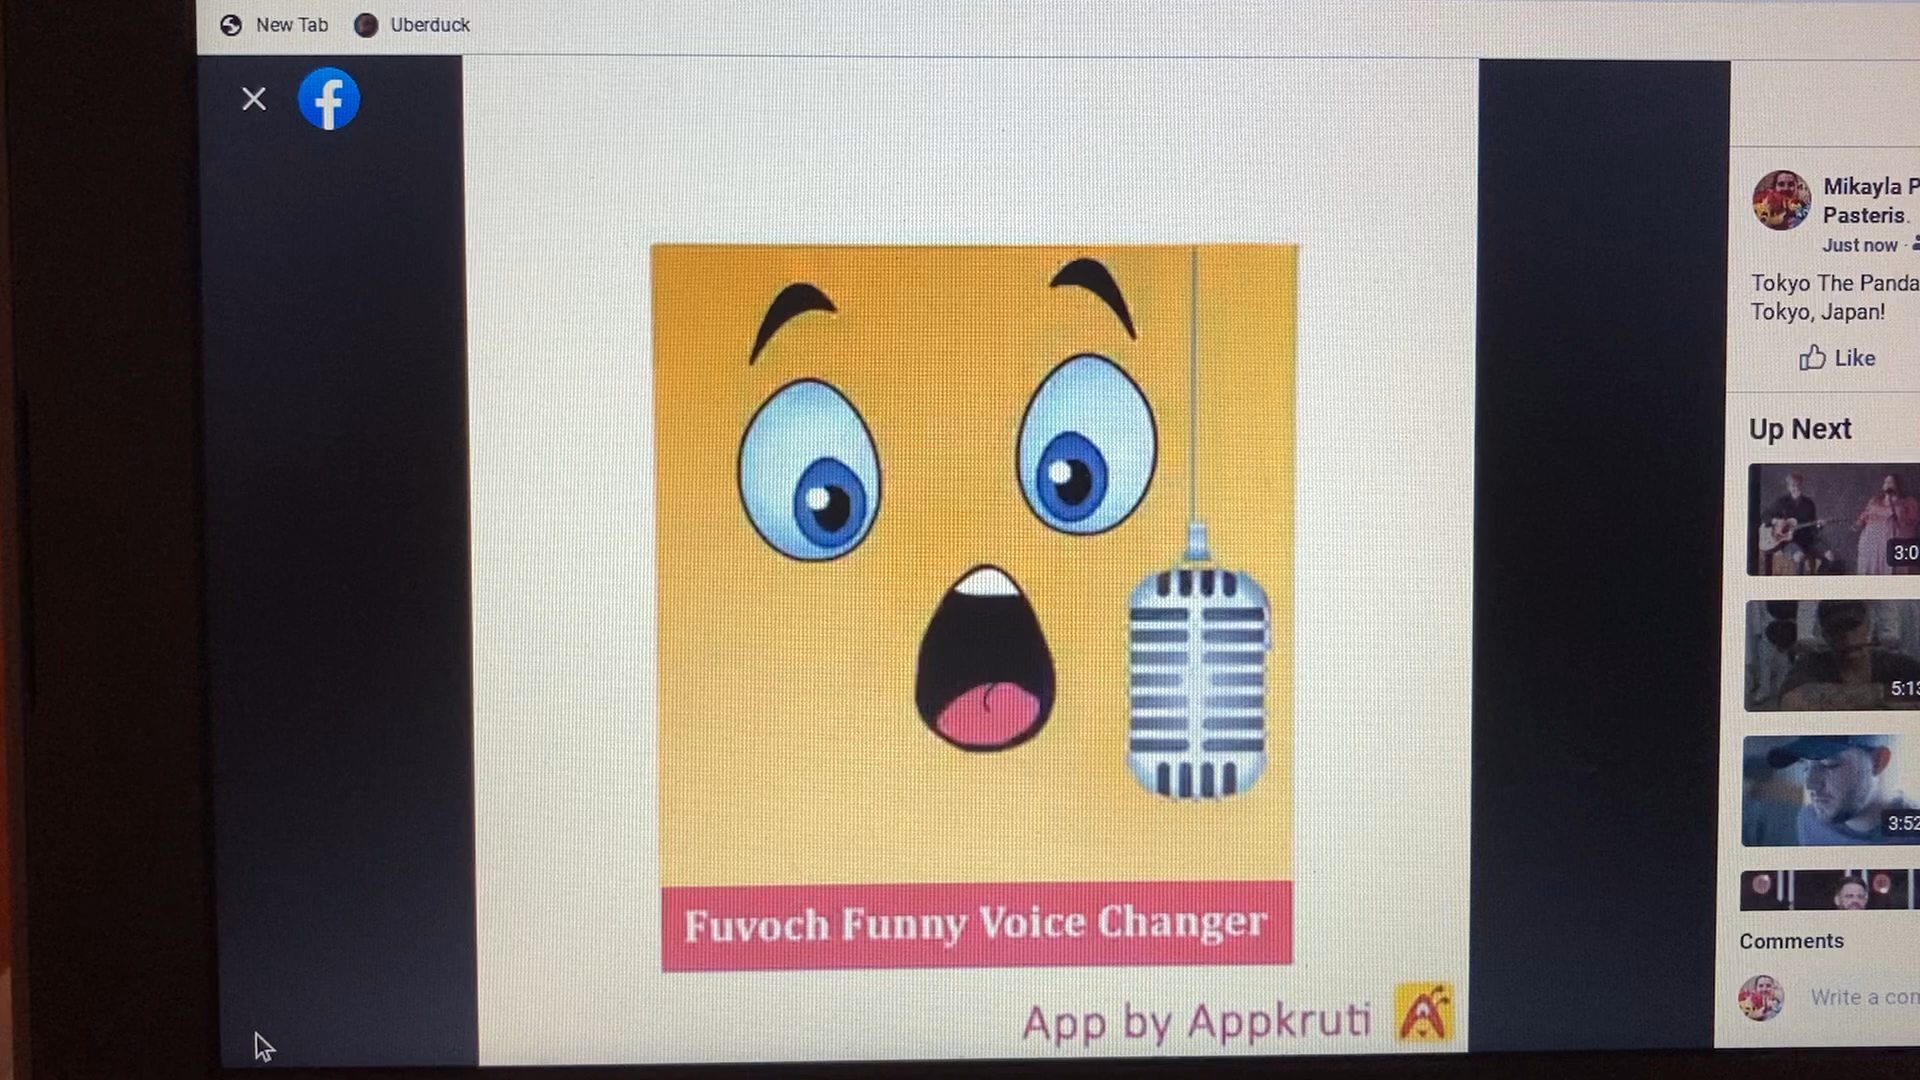 New Tab
Uberduck
Mikayla P
Pasteris.
Just now
Tokyo The Panda
Tokyo, Japan!
Like
Up Next
3:0
5:13
3:52
Fuvoch Funny Voice Changer
App by Appkruti
Comments
Write a con